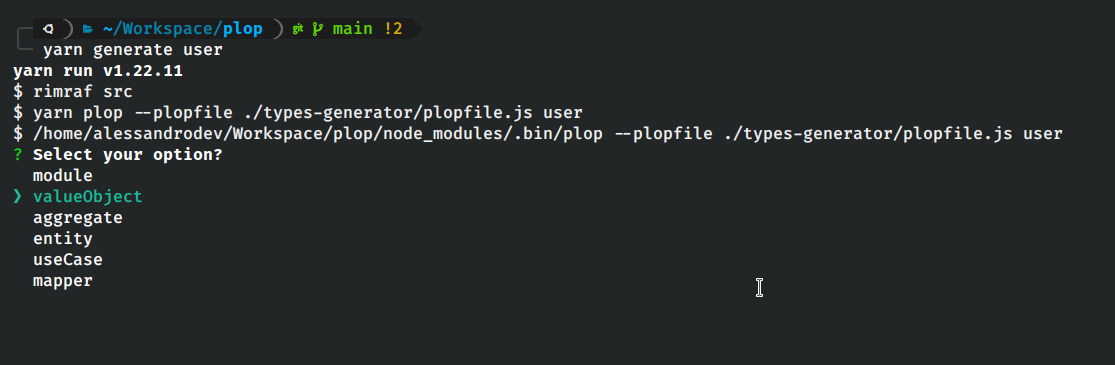 ~/Workspace/plop git main !2
yarn generate user
yarn run v1.22.11
$ rimraf src
$ yarn plop --plopfile ./types-generator/plopfile.js user
$ /home/alessandrodev/Workspace/plop/node_modules/.bin/plop --plopfile ./types-generator/plopfile.js user
? Select your option?
module
❯ valueObject
aggregate
entity
useCase
mapper